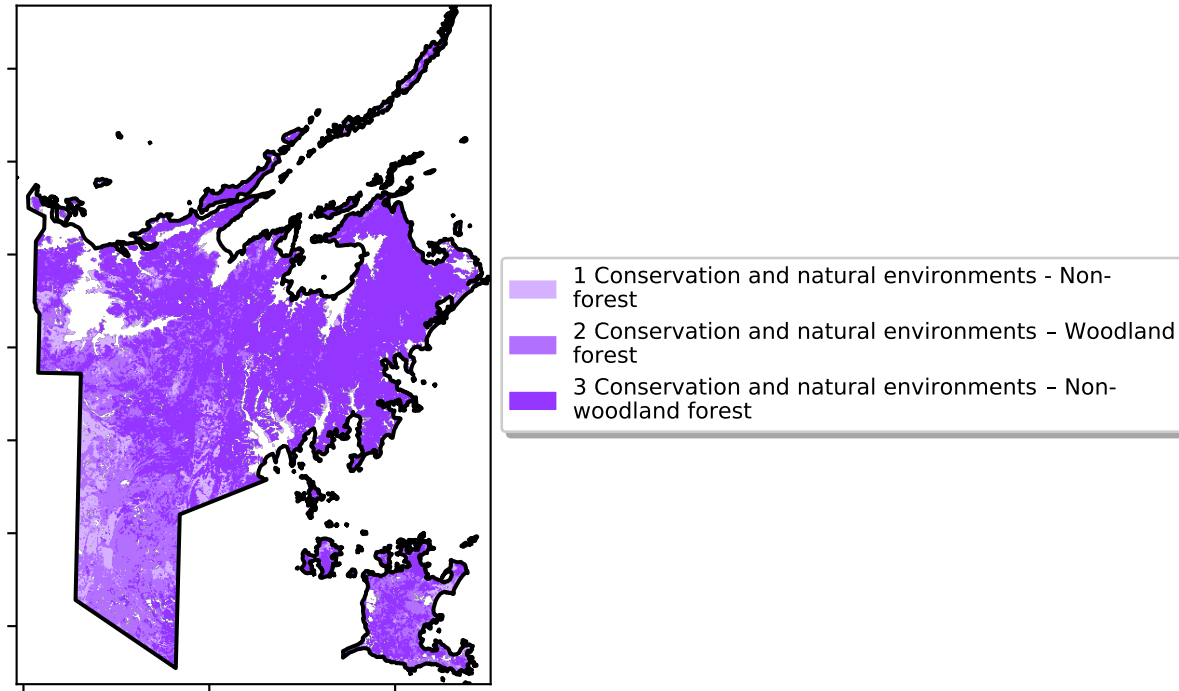 1 Conservation and natural environments - Non-
forest
2 Conservation and natural environments – Woodland
forest
3 Conservation and natural environments – Non-
woodland forest